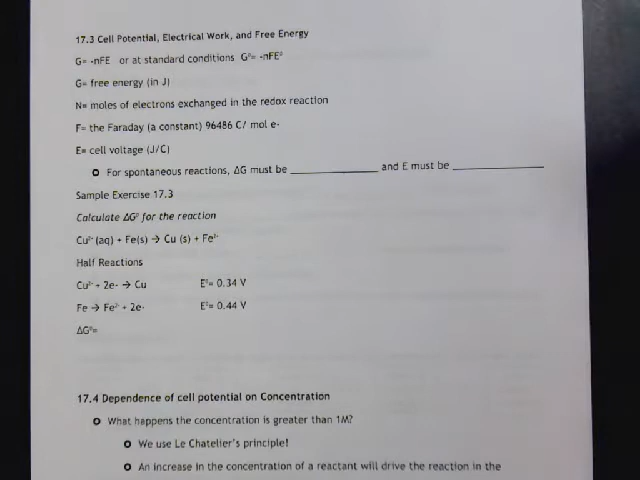 17.3 Cell Potential, Electrical Work, and Free Energy
G= -nFE or at standard conditions G°= -nFE°
G= free energy (in J)
N= moles of electrons exchanged in the redox reaction
F= the Faraday (a constant) 96486 C/ mol e-
E= cell voltage (J/C)
For spontaneous reactions, ΔG must be ____________ and E must be ____________
Sample Exercise 17.3
Calculate ΔG° for the reaction
Cu²⁺ (aq) + Fe(s) → Cu (s) + Fe²⁺
Half Reactions
Cu²⁺ + 2e- → Cu E°= 0.34 V
Fe → Fe²⁺ + 2e- E°= 0.44 V
ΔG°=
17.4 Dependence of cell potential on Concentration
What happens the concentration is greater than 1M?
We use Le Chatelier's principle!
An increase in the concentration of a reactant will drive the reaction in the